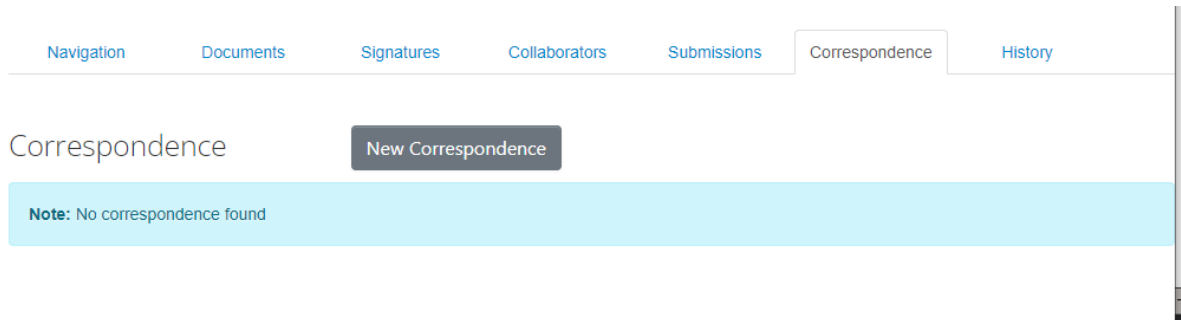 Navigation Documents Signatures Collaborators Submissions Correspondence History
Correspondence New Correspondence
Note: No correspondence found